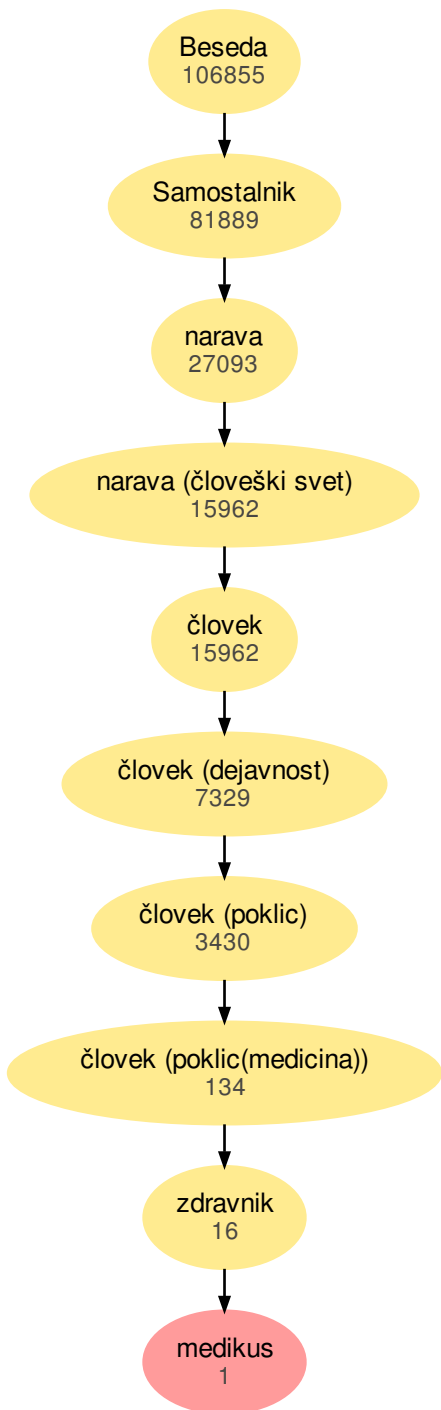 Beseda
106855
Samostalnik
81889
narava
27093
narava (človeški svet)
15962
človek
15962
človek (dejavnost)
7329
človek (poklic)
3430
človek (poklic(medicina))
134
zdravnik
16
medikus
1